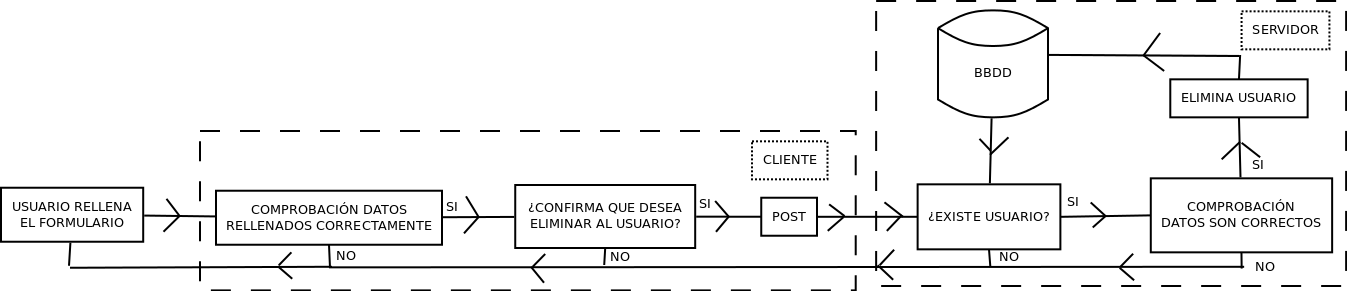 SERVIDOR
BBDD
ELIMINA USUARIO
CLIENTE
SI
USUARIO RELLENA
EL FORMULARIO
COMPROBACIÓN DATOS
RELLENADOS CORRECTAMENTE
SI
¿CONFIRMA QUE DESEA
ELIMINAR AL USUARIO?
SI
POST
¿EXISTE USUARIO?
SI
COMPROBACIÓN
DATOS SON CORRECTOS
NO
NO
NO
NO